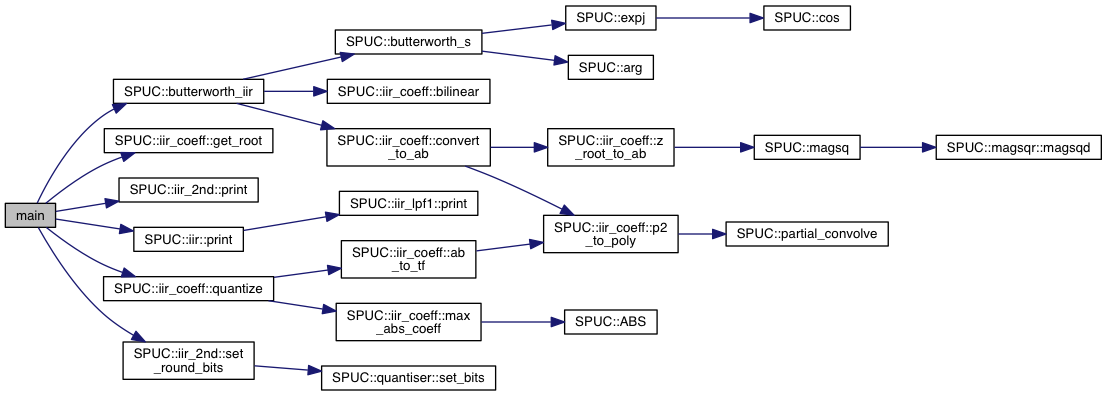 main
SPUC::butterworth_iir
SPUC::iir_coeff::get_root
SPUC::iir_2nd::print
SPUC::iir::print
SPUC::iir_coeff::quantize
SPUC::iir_2nd::set
_round_bits
SPUC::butterworth_s
SPUC::iir_coeff::bilinear
SPUC::iir_coeff::convert
_to_ab
SPUC::iir_lpf1::print
SPUC::iir_coeff::ab
_to_tf
SPUC::iir_coeff::max
_abs_coeff
SPUC::quantiser::set_bits
SPUC::expj
SPUC::arg
SPUC::iir_coeff::z
_root_to_ab
SPUC::iir_coeff::p2
_to_poly
SPUC::ABS
SPUC::cos
SPUC::magsq
SPUC::partial_convolve
SPUC::magsqr::magsqd